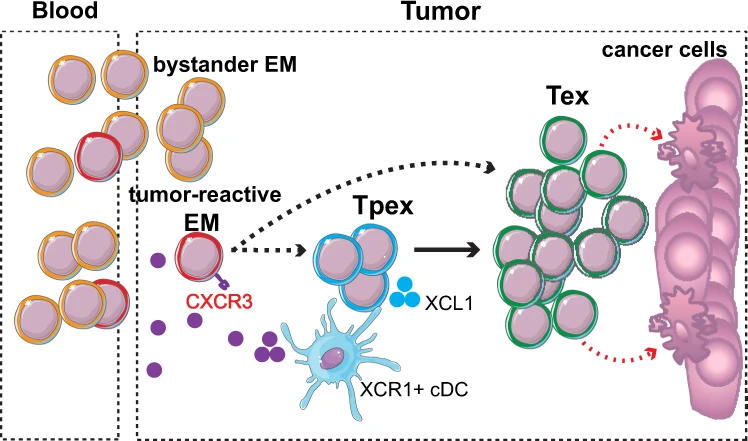 Blood
Tumor
bystander EM
cancer cells
Tex
tumor-reactive
EM
Tpex
CXCR3
XCL1
XCR1+ cDC